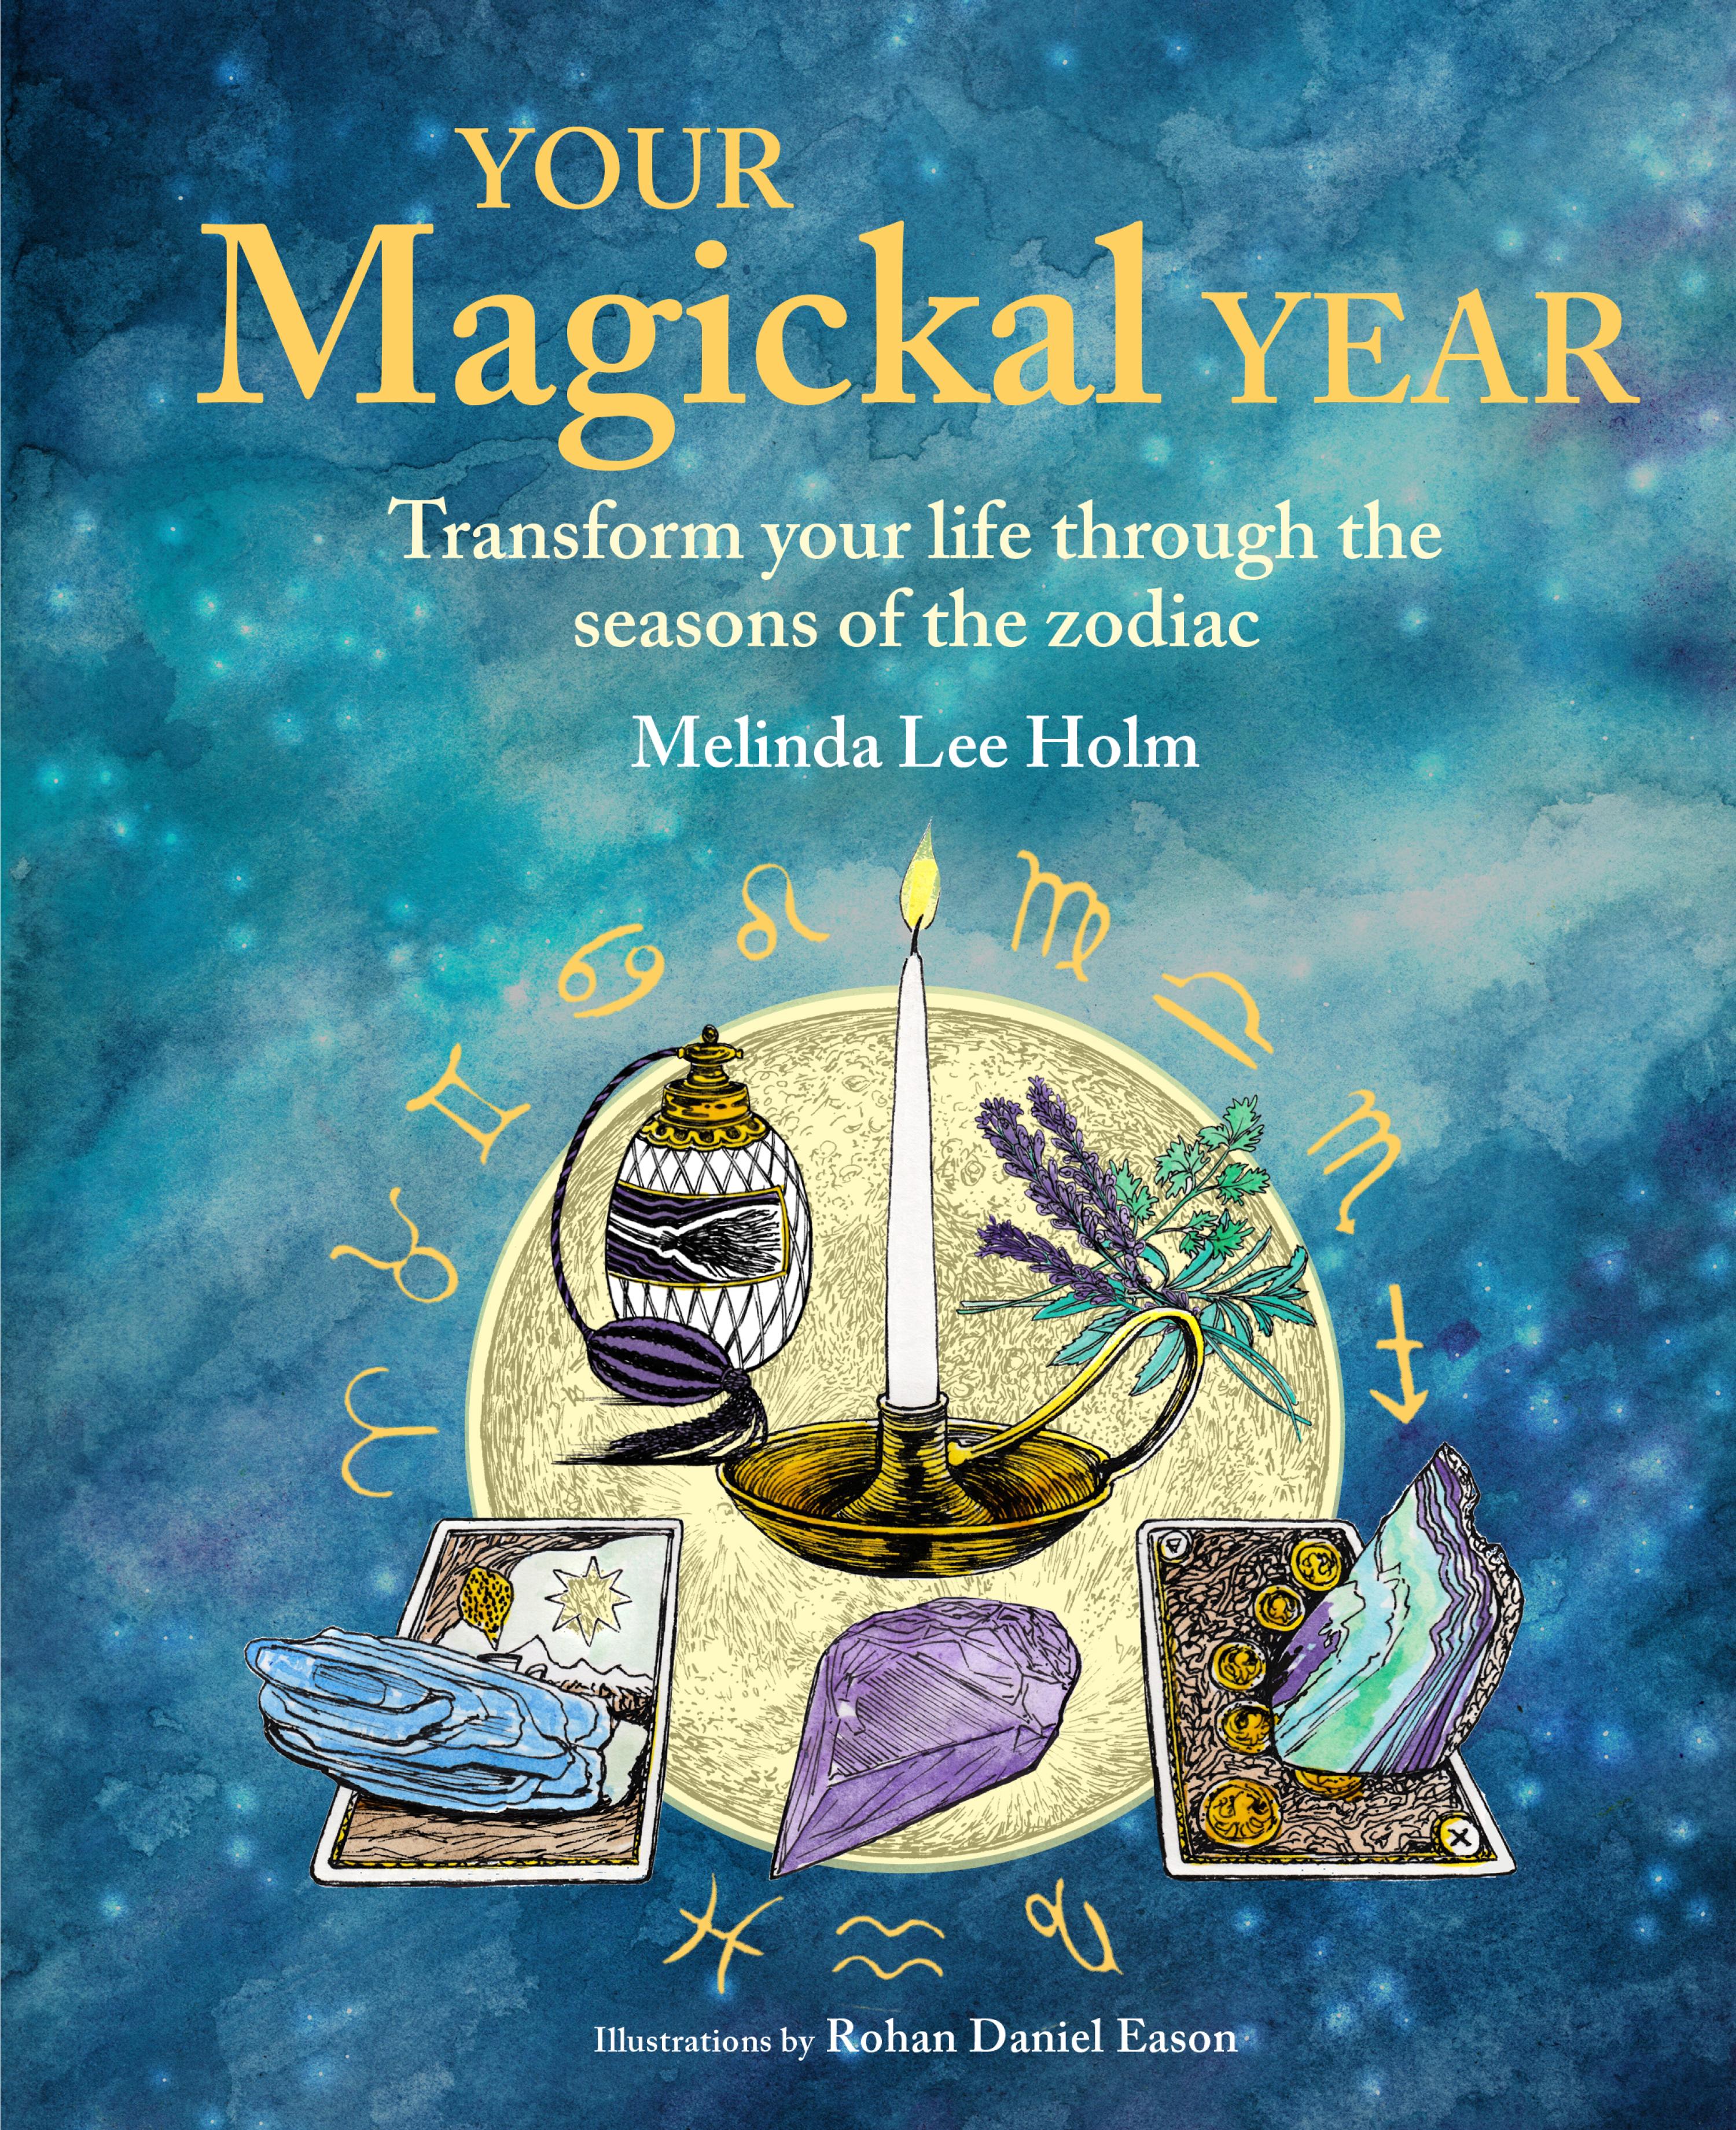 YOUR
Magickal YEAR
Transform your life through the
seasons of the zodiac
Melinda Lee Holm
X
Illustrations by Rohan Daniel Eason